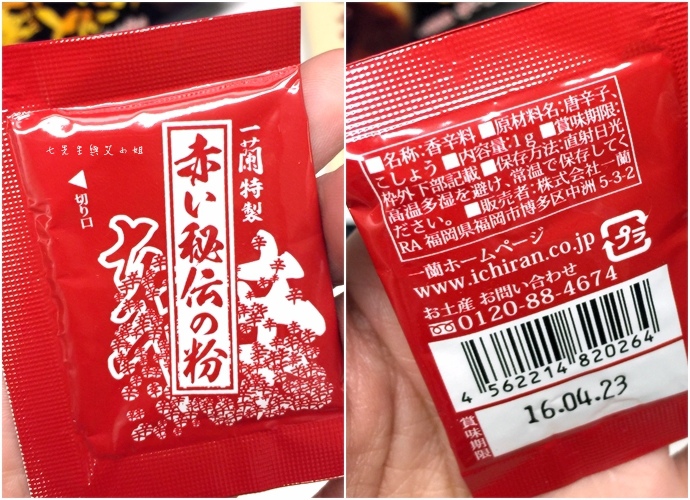 一蘭特製
赤い秘伝の粉
切り口
■名称:香辛料■原材料名:唐辛子、
こしょう■内容量:1g■賞味期限:
枠外下部記載■保存方法:直射日光
高温多湿を避け、常温で保存してく
ださい。■販売者:株式会社一蘭
RA 福岡県福岡市博多区中洲 5-3-2
一蘭ホームページ
www.ichiran.co.jp
プラ
お土産 お問い合わせ
0120-88-4674
4 562214 820264
賞味期限
16.04.23